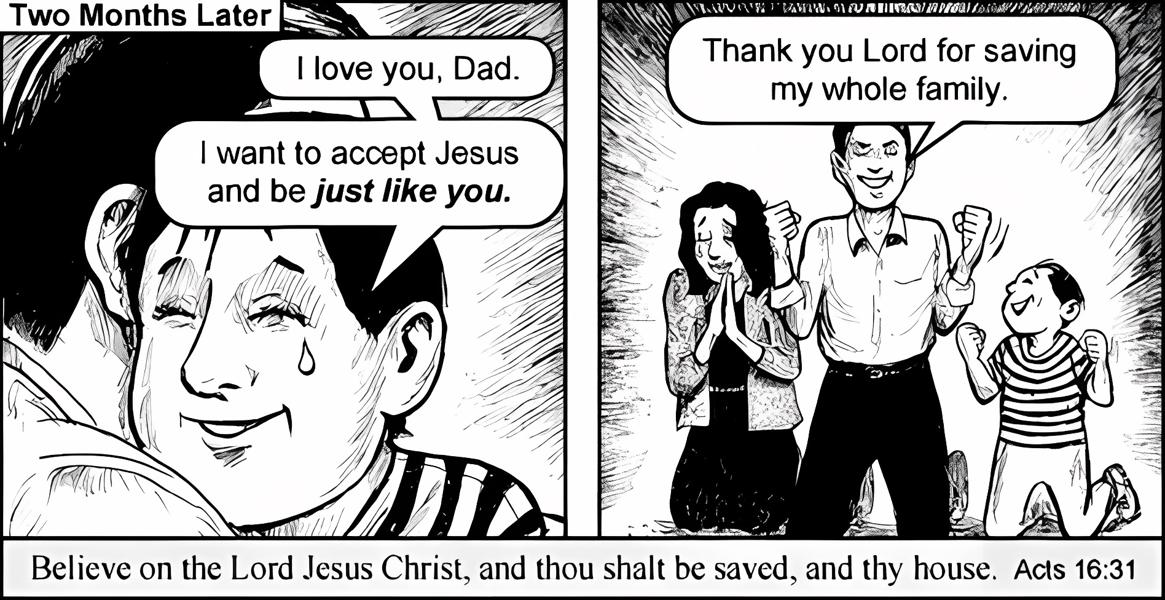 Two Months Later
I love you, Dad.
I want to accept Jesus
and be just like you.
Thank you Lord for saving
my whole family.
Believe on the Lord Jesus Christ, and thou shalt be saved, and thy house. Acts 16:31